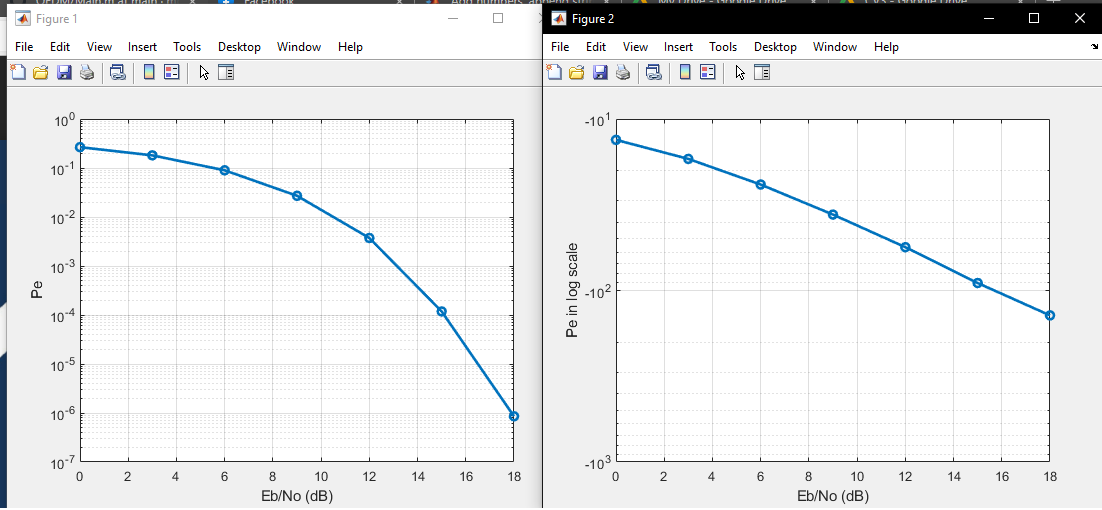 Figure 1
File Edit View Insert Tools Desktop Window Help
10^0
10^-1
10^-2
10^-3
10^-4
10^-5
10^-6
10^-7
Pe
0 2 4 6 8 10 12 14 16 18
Eb/No (dB)
Figure 2
File Edit View Insert Tools Desktop Window Help
-10^1
-10^2
-10^3
Pe in log scale
0 2 4 6 8 10 12 14 16 18
Eb/No (dB)